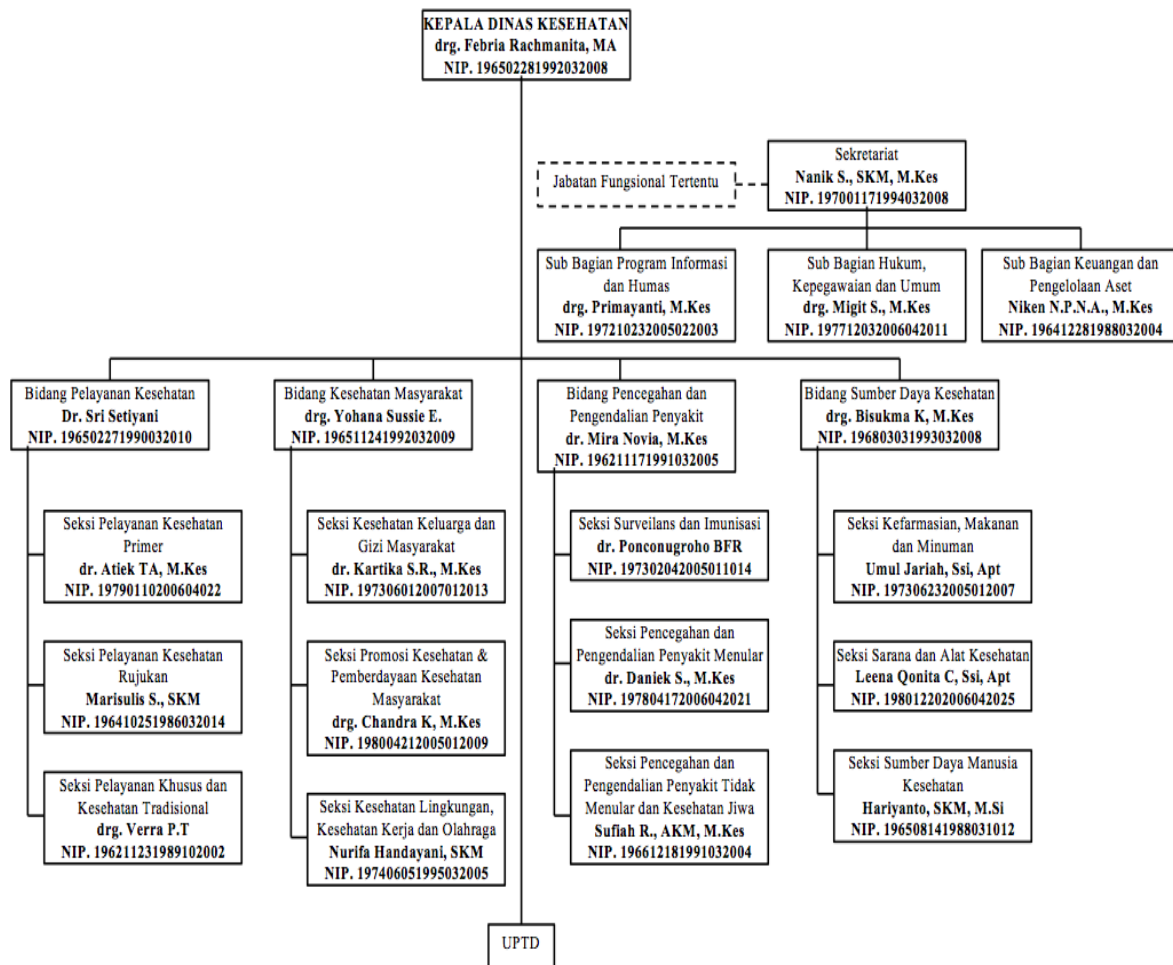 KEPALA DINAS KESEHATAN
drg. Febria Rachmanita, MA
NIP. 196502281992032008
Jabatan Fungsional Tertentu
Sekretariat
Nanik S., SKM, M.Kes
NIP. 197001171994032008
Sub Bagian Program Informasi
dan Humas
drg. Primayanti, M.Kes
NIP. 197210232005022003
Sub Bagian Hukum,
Kepegawaian dan Umum
drg. Migit S., M.Kes
NIP. 197712032006042011
Sub Bagian Keuangan dan
Pengelolaan Aset
Niken N.P.N.A., M.Kes
NIP. 196412281988032004
Bidang Pelayanan Kesehatan
Dr. Sri Setiyani
NIP. 196502271990032010
Bidang Kesehatan Masyarakat
drg. Yohana Sussie E.
NIP. 196511241992032009
Bidang Pencegahan dan
Pengendalian Penyakit
dr. Mira Novia, M.Kes
NIP. 196211171991032005
Bidang Sumber Daya Kesehatan
drg. Bisukma K, M.Kes
NIP. 196803031993032008
Seksi Pelayanan Kesehatan
Primer
dr. Atiek TA, M.Kes
NIP. 19790110200604022
Seksi Kesehatan Keluarga dan
Gizi Masyarakat
dr. Kartika S.R., M.Kes
NIP. 197306012007012013
Seksi Surveilans dan Imunisasi
dr. Ponconugroho BFR
NIP. 197302042005011014
Seksi Kefarmasian, Makanan
dan Minuman
Umul Jariah, Ssi, Apt
NIP. 197306232005012007
Seksi Pelayanan Kesehatan
Rujukan
Marisulis S., SKM
NIP. 196410251986032014
Seksi Promosi Kesehatan &
Pemberdayaan Kesehatan
Masyarakat
drg. Chandra K, M.Kes
NIP. 198004212005012009
Seksi Pencegahan dan
Pengendalian Penyakit Menular
dr. Daniek S., M.Kes
NIP. 197804172006042021
Seksi Sarana dan Alat Kesehatan
Leena Qonita C, Ssi, Apt
NIP. 198012202006042025
Seksi Pelayanan Khusus dan
Kesehatan Tradisional
drg. Verra P.T
NIP. 196211231989102002
Seksi Kesehatan Lingkungan,
Kesehatan Kerja dan Olahraga
Nurifa Handayani, SKM
NIP. 197406051995032005
Seksi Pencegahan dan
Pengendalian Penyakit Tidak
Menular dan Kesehatan Jiwa
Sufiah R., AKM, M.Kes
NIP. 196612181991032004
Seksi Sumber Daya Manusia
Kesehatan
Hariyanto, SKM, M.Si
NIP. 196508141988031012
UPTD